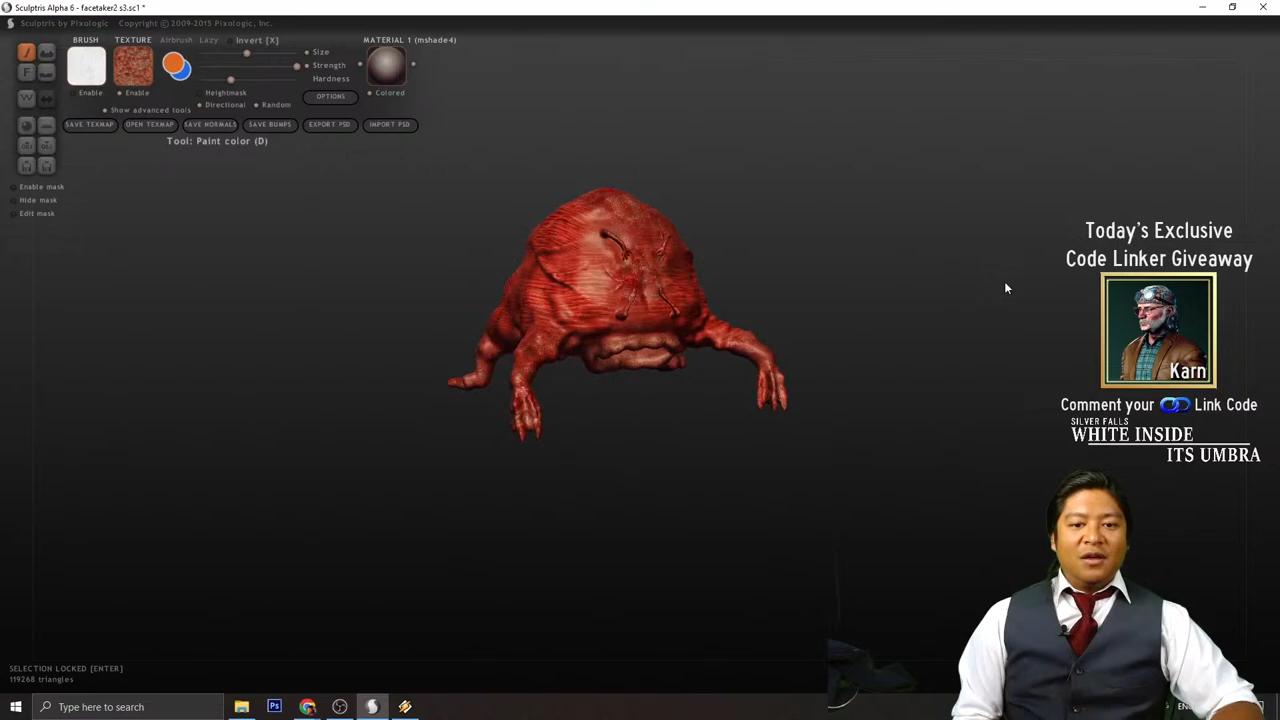 Sculptris Alpha 6 - facetaker2 s3.sc1 *
Sculptris by Pixologic Copyright © 2009-2015 Pixologic, Inc.
BRUSH
TEXTURE
Airbrush Lazy Invert [X]
MATERIAL 1 (mshade4)
Size
Strength
Hardness
Enable
Enable
Heightmask
OPTIONS
Colored
Directional
Random
Show advanced tools
SAVE TEXMAP
OPEN TEXMAP
SAVE NORMALS
SAVE BUMPS
EXPORT PSD
IMPORT PSD
Tool: Paint color (D)
Enable mask
Hide mask
Edit mask
Today's Exclusive
Code Linker Giveaway
Karn
Comment your Link Code
SILVER FALLS
WHITE INSIDE
ITS UMBRA
SELECTION LOCKED [ENTER]
119268 triangles
Type here to search